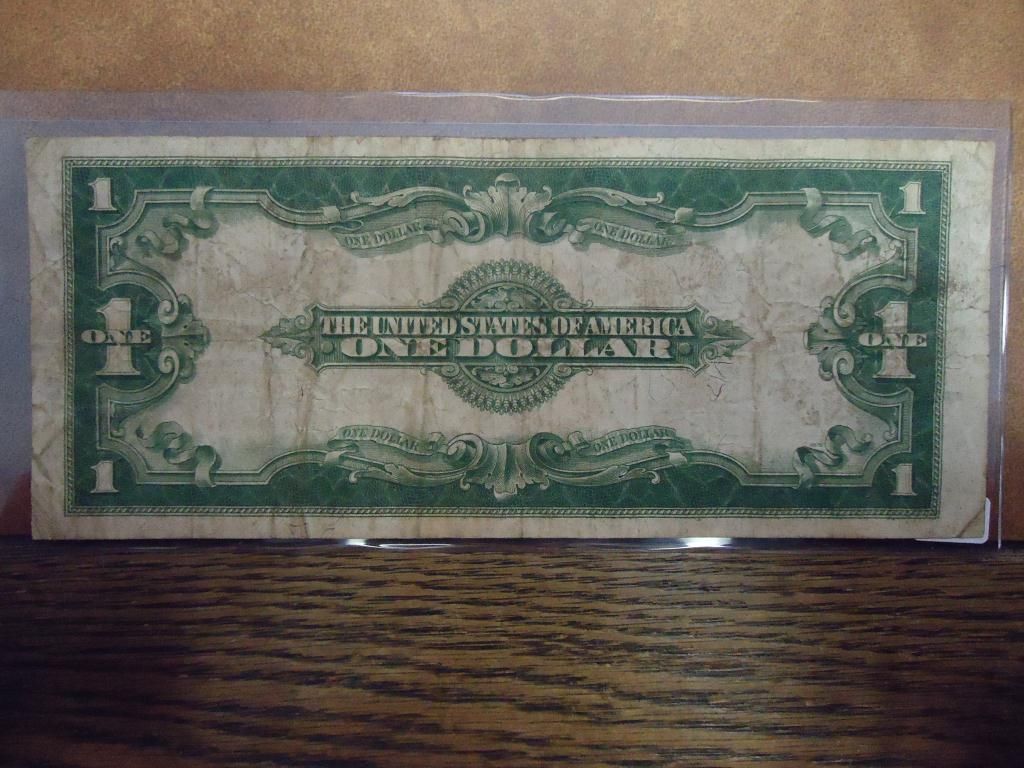 1 1
ONE DOLLAR ONE DOLLAR
1 ONE THE UNITED STATES OF AMERICA 1 ONE
ONE DOLLAR
ONE DOLLAR ONE DOLLAR
1 1